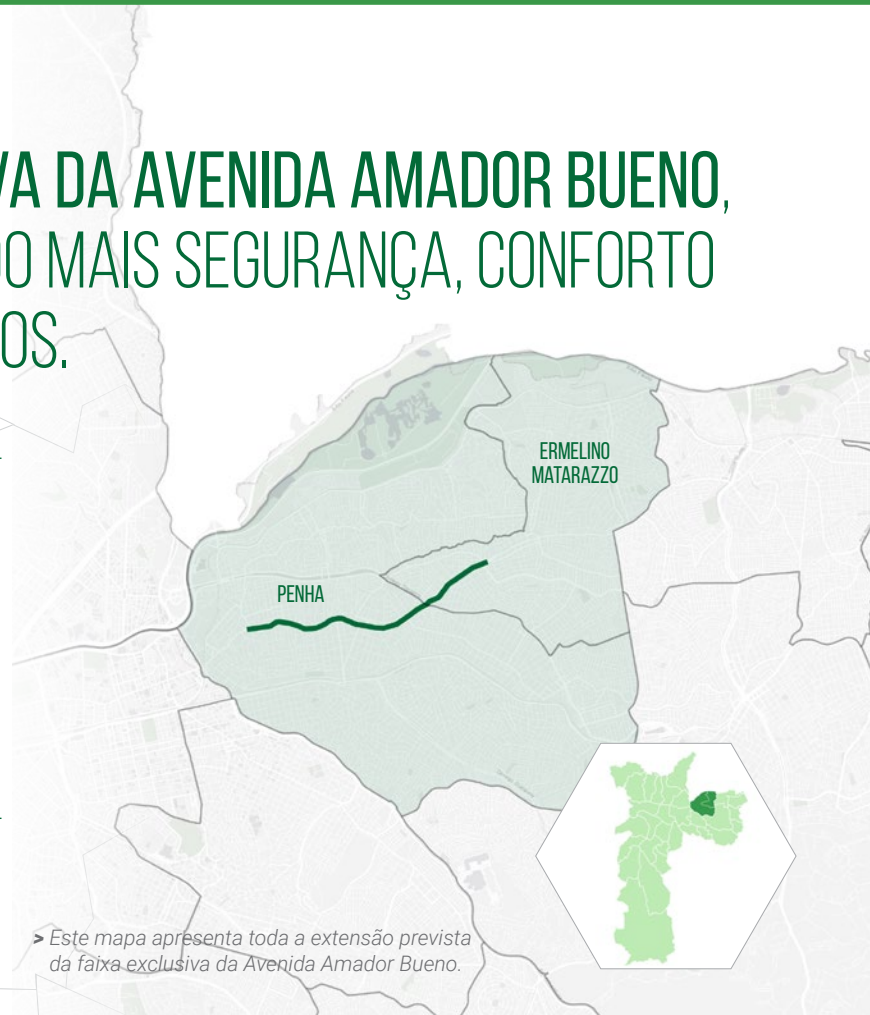 VA DA AVENIDA AMADOR BUENO,
DO MAIS SEGURANÇA, CONFORTO
OS.
ERMELINO
MATARAZZO
PENHA
> Este mapa apresenta toda a extensão prevista
da faixa exclusiva da Avenida Amador Bueno.